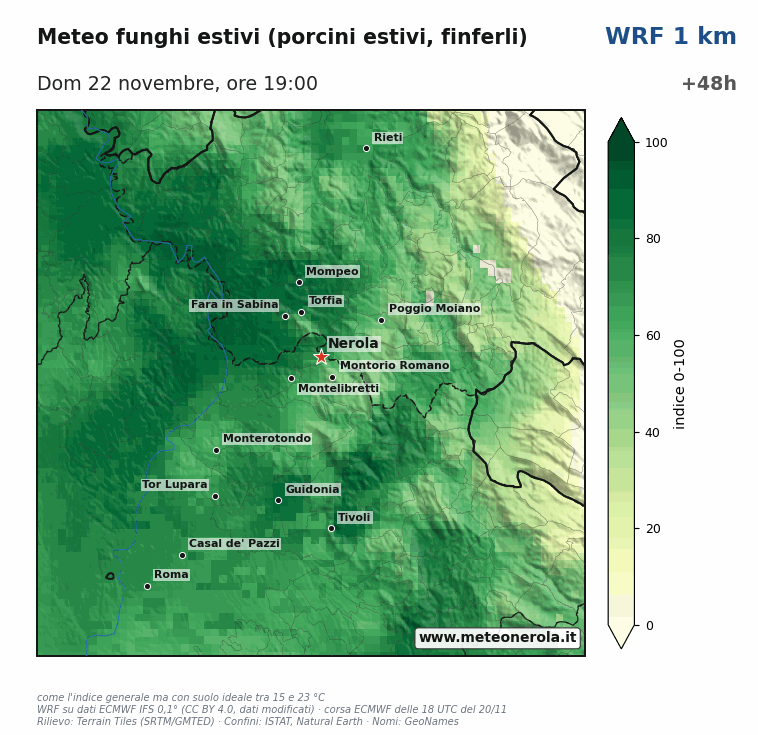 Meteo funghi estivi (porcini estivi, finferli)
WRF 1 km
Dom 22 novembre, ore 19:00
+48h
Rieti
Mompeo
Toffia
Fara in Sabina
Poggio Moiano
Nerola
Montorio Romano
Montelibretti
Monterotondo
Tor Lupara
Guidonia
Tivoli
Casal de' Pazzi
Roma
www.meteonerola.it
100
80
60
40
20
0
indice 0-100
come l'indice generale ma con suolo ideale tra 15 e 23 °C
WRF su dati ECMWF IFS 0,1° (CC BY 4.0, dati modificati) · corsa ECMWF delle 18 UTC del 20/11
Rilievo: Terrain Tiles (SRTM/GMTED) · Confini: ISTAT, Natural Earth · Nomi: GeoNames